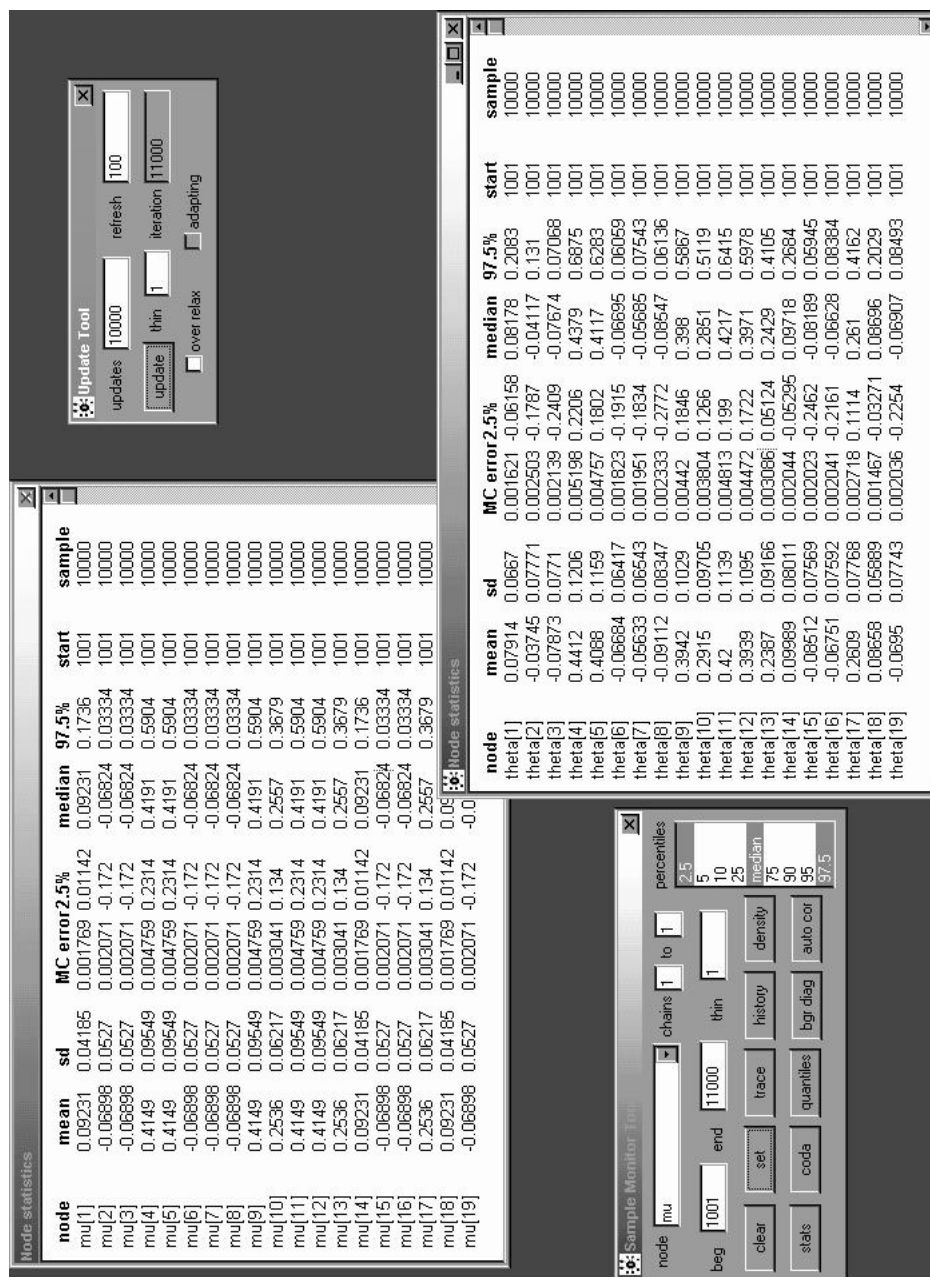 Node statistics
node mean sd MC error 2.5% median 97.5% start sample
mu[1] 0.09231 0.04185 0.001769 0.01142 0.09231 0.1736 1001 10000
mu[2] -0.06898 0.0527 0.002071 -0.172 -0.06824 0.03334 1001 10000
mu[3] -0.06898 0.0527 0.002071 -0.172 -0.06824 0.03334 1001 10000
mu[4] 0.4149 0.09549 0.004759 0.2314 0.4191 0.5904 1001 10000
mu[5] 0.4149 0.09549 0.004759 0.2314 0.4191 0.5904 1001 10000
mu[6] -0.06898 0.0527 0.002071 -0.172 -0.06824 0.03334 1001 10000
mu[7] -0.06898 0.0527 0.002071 -0.172 -0.06824 0.03334 1001 10000
mu[8] -0.06898 0.0527 0.002071 -0.172 -0.06824 0.03334 1001 10000
mu[9] 0.4149 0.09549 0.004759 0.2314 0.4191 0.5904 1001 10000
mu[10] 0.2536 0.06217 0.003041 0.134 0.2557 0.3679 1001 10000
mu[11] 0.4149 0.09549 0.004759 0.2314 0.4191 0.5904 1001 10000
mu[12] 0.4149 0.09549 0.004759 0.2314 0.4191 0.5904 1001 10000
mu[13] 0.2536 0.06217 0.003041 0.134 0.2557 0.3679 1001 10000
mu[14] 0.09231 0.04185 0.001769 0.01142 0.09231 0.1736 1001 10000
mu[15] -0.06898 0.0527 0.002071 -0.172 -0.06824 0.03334 1001 10000
mu[16] -0.06898 0.0527 0.002071 -0.172 -0.06824 0.03334 1001 10000
mu[17] 0.2536 0.06217 0.003041 0.134 0.2557 0.3679 1001 10000
mu[18] 0.09231 0.04185 0.001769 0.01142
mu[19] -0.06898 0.0527 0.002071 -0.172
Update Tool
updates 10000 refresh 100
update thin 1 iteration 11000
over relax adapting
Sample Monitor Tool
node mu chains 1 to 1 percentiles
beg 1001 end 11000 thin 1
clear set trace history density
stats coda quantiles bgr diag auto cor
2.5
5
10
25
median
75
90
95
97.5
Node statistics
node mean sd MC error 2.5% median 97.5% start sample
theta[1] 0.07914 0.0667 0.001621 -0.06158 0.08178 0.2083 1001 10000
theta[2] -0.03745 0.07771 0.002503 -0.1787 -0.04117 0.131 1001 10000
theta[3] -0.07873 0.0771 0.002139 -0.2409 -0.07674 0.07068 1001 10000
theta[4] 0.4412 0.1206 0.005198 0.2206 0.4379 0.6875 1001 10000
theta[5] 0.4088 0.1159 0.004757 0.1802 0.4117 0.6283 1001 10000
theta[6] -0.06684 0.06417 0.001823 -0.1915 -0.06695 0.06059 1001 10000
theta[7] -0.05633 0.06543 0.001951 -0.1834 -0.05685 0.07543 1001 10000
theta[8] -0.09112 0.08347 0.002333 -0.2772 -0.08547 0.06136 1001 10000
theta[9] 0.3942 0.1029 0.00442 0.1846 0.398 0.5867 1001 10000
theta[10] 0.2915 0.09705 0.003804 0.1266 0.2851 0.5119 1001 10000
theta[11] 0.42 0.1139 0.004813 0.199 0.4217 0.6415 1001 10000
theta[12] 0.3939 0.1095 0.004472 0.1722 0.3971 0.5978 1001 10000
theta[13] 0.2387 0.09166 0.003086 0.05124 0.2429 0.4105 1001 10000
theta[14] 0.09989 0.08011 0.002044 -0.05295 0.09718 0.2684 1001 10000
theta[15] -0.08512 0.07569 0.002023 -0.2462 -0.08189 0.05945 1001 10000
theta[16] -0.06751 0.07592 0.002041 -0.2161 -0.06628 0.08384 1001 10000
theta[17] 0.2609 0.07768 0.002718 0.1114 0.261 0.4162 1001 10000
theta[18] 0.08658 0.05889 0.001467 -0.03271 0.08696 0.2029 1001 10000
theta[19] -0.0695 0.07743 0.002036 -0.2254 -0.06907 0.08493 1001 10000